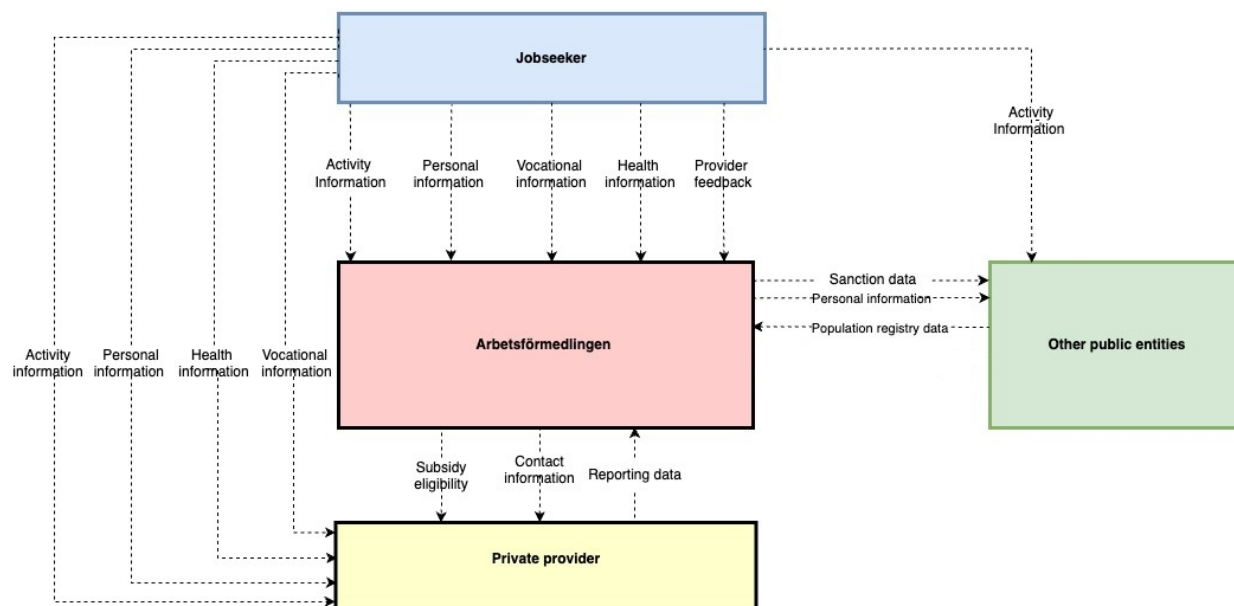 Jobseeker
Activity
Information
Activity
Information
Personal
information
Vocational
information
Health
information
Provider
feedback
Sanction data
Personal information
Population registry data
Arbetsförmedlingen
Other public entities
Activity
information
Personal
information
Health
information
Vocational
information
Subsidy
eligibility
Contact
information
Reporting data
Private provider